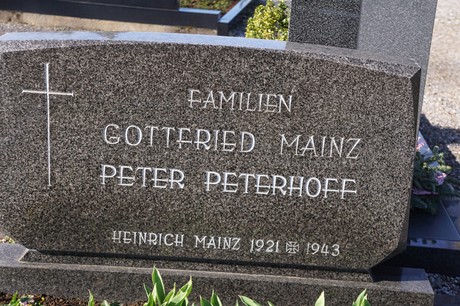 FAMILIEN
GOTTFRIED MAINZ
PETER PETERHOFF
HEINRICH MAINZ 1921 ✠ 1943